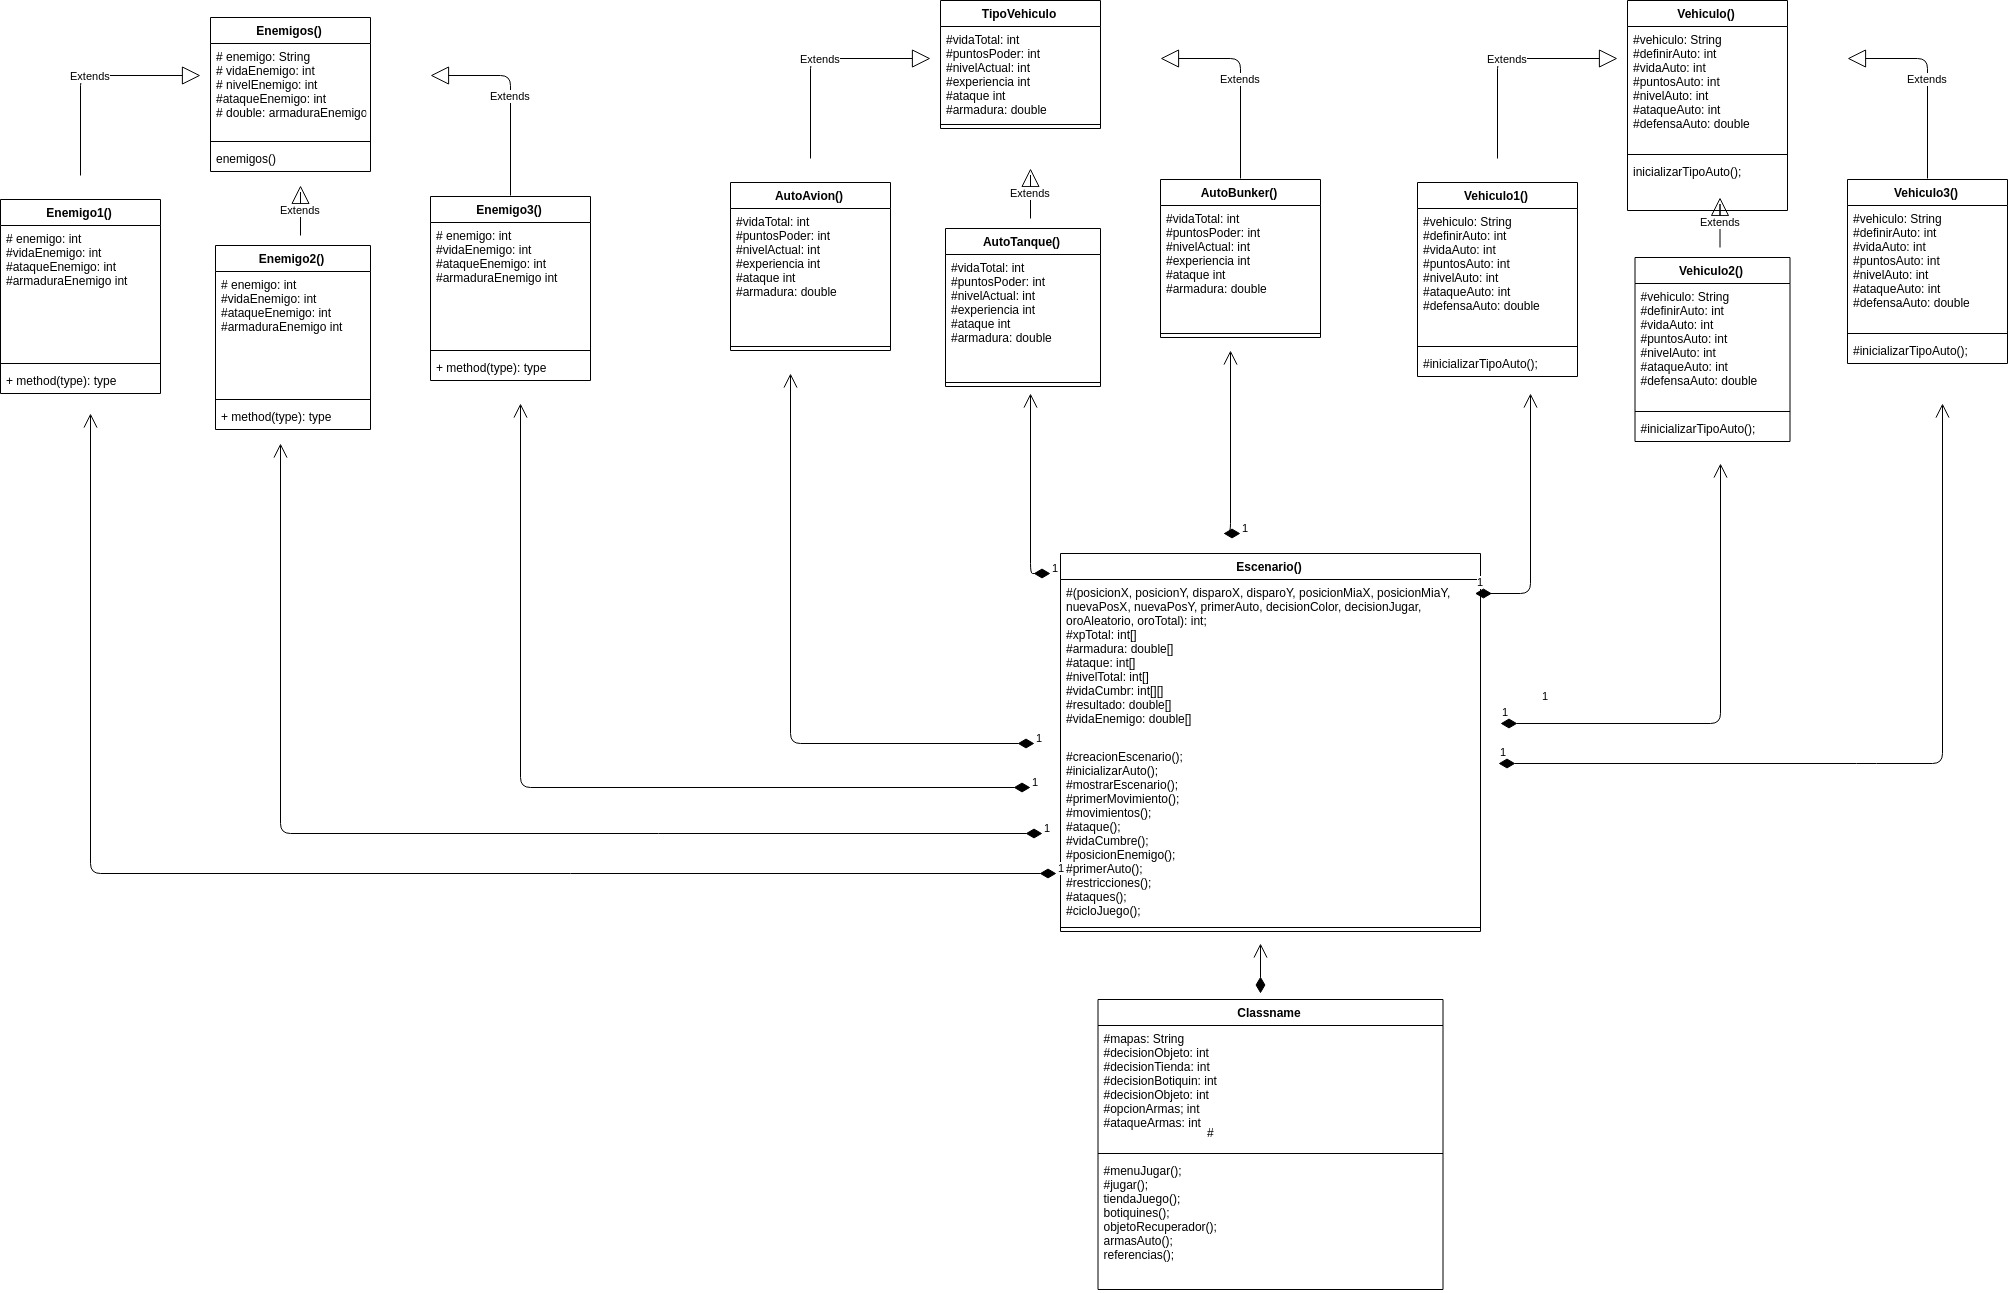 Enemigos()
# enemigo: String
# vidaEnemigo: int
# nivelEnemigo: int
#ataqueEnemigo: int
# double: armaduraEnemigo
enemigos()
Extends
Extends
Extends
Enemigo1()
# enemigo: int
#vidaEnemigo: int
#ataqueEnemigo: int
#armaduraEnemigo int
+ method(type): type
Enemigo2()
# enemigo: int
#vidaEnemigo: int
#ataqueEnemigo: int
#armaduraEnemigo int
+ method(type): type
Enemigo3()
# enemigo: int
#vidaEnemigo: int
#ataqueEnemigo: int
#armaduraEnemigo int
+ method(type): type
TipoVehiculo
#vidaTotal: int
#puntosPoder: int
#nivelActual: int
#experiencia int
#ataque int
#armadura: double
Extends
Extends
Extends
AutoAvion()
#vidaTotal: int
#puntosPoder: int
#nivelActual: int
#experiencia int
#ataque int
#armadura: double
AutoTanque()
#vidaTotal: int
#puntosPoder: int
#nivelActual: int
#experiencia int
#ataque int
#armadura: double
AutoBunker()
#vidaTotal: int
#puntosPoder: int
#nivelActual: int
#experiencia int
#ataque int
#armadura: double
Vehiculo()
#vehiculo: String
#definirAuto: int
#vidaAuto: int
#puntosAuto: int
#nivelAuto: int
#ataqueAuto: int
#defensaAuto: double
inicializarTipoAuto();
Extends
Extends
Extends
Vehiculo1()
#vehiculo: String
#definirAuto: int
#vidaAuto: int
#puntosAuto: int
#nivelAuto: int
#ataqueAuto: int
#defensaAuto: double
#inicializarTipoAuto();
Vehiculo2()
#vehiculo: String
#definirAuto: int
#vidaAuto: int
#puntosAuto: int
#nivelAuto: int
#ataqueAuto: int
#defensaAuto: double
#inicializarTipoAuto();
Vehiculo3()
#vehiculo: String
#definirAuto: int
#vidaAuto: int
#puntosAuto: int
#nivelAuto: int
#ataqueAuto: int
#defensaAuto: double
#inicializarTipoAuto();
1
1
1
1
1
1
1
1
1
1
Escenario()
#(posicionX, posicionY, disparoX, disparoY, posicionMiaX, posicionMiaY,
nuevaPosX, nuevaPosY, primerAuto, decisionColor, decisionJugar,
oroAleatorio, oroTotal): int;
#xpTotal: int[]
#armadura: double[]
#ataque: int[]
#nivelTotal: int[]
#vidaCumbr: int[][]
#resultado: double[]
#vidaEnemigo: double[]
#creacionEscenario();
#inicializarAuto();
#mostrarEscenario();
#primerMovimiento();
#movimientos();
#ataque();
#vidaCumbre();
#posicionEnemigo();
#primerAuto();
#restricciones();
#ataques();
#cicloJuego();
Classname
#mapas: String
#decisionObjeto: int
#decisionTienda: int
#decisionBotiquin: int
#decisionObjeto: int
#opcionArmas; int
#ataqueArmas: int
#
#menuJugar();
#jugar();
tiendaJuego();
botiquines();
objetoRecuperador();
armasAuto();
referencias();